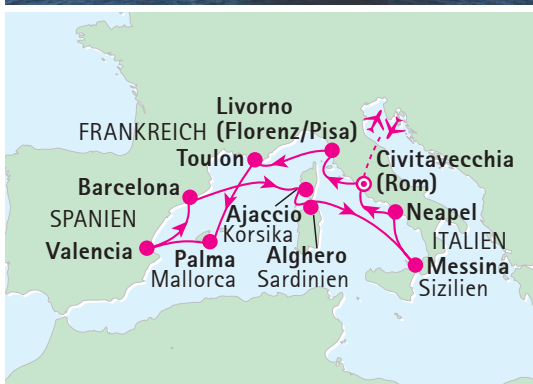 Livorno
(Florenz/Pisa)
FRANKREICH
Toulon
Civitavecchia
(Rom)
Barcelona
SPANIEN
Ajaccio
Korsika
Neapel
ITALIEN
Valencia
Palma
Mallorca
Alghero
Sardinien
Messina
Sizilien